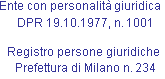 Ente con personalità giuridica
DPR 19.10.1977, n.1001
Registro persone giuridiche
Prefettura di Milano n.234